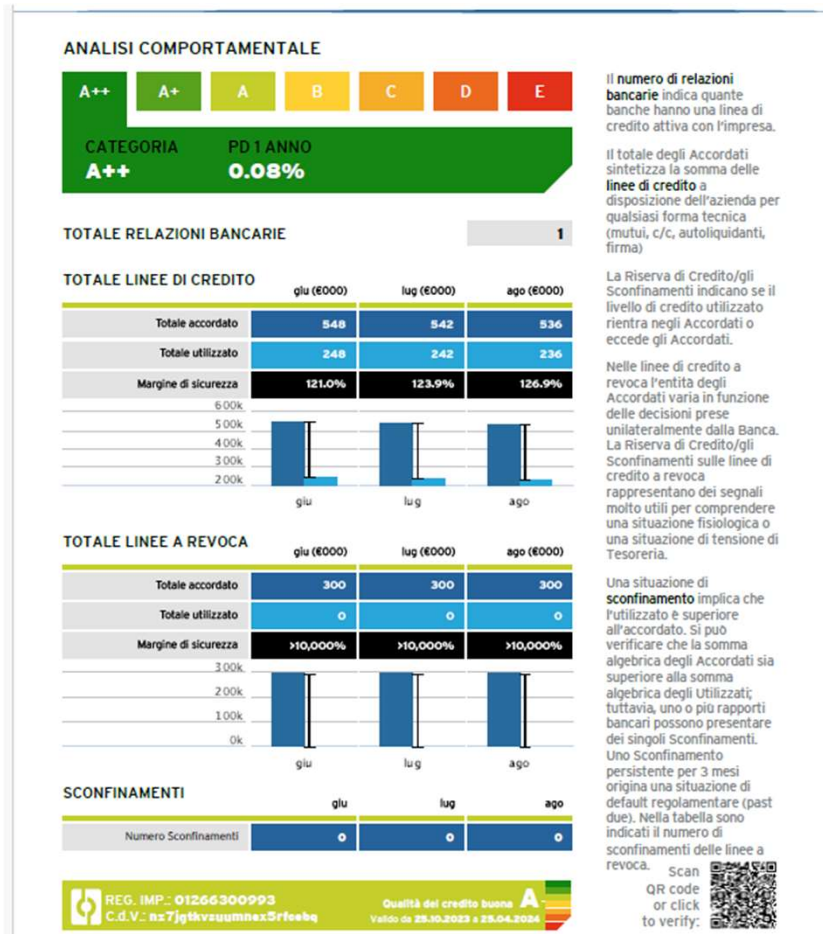 ANALISI COMPORTAMENTALE
A++ A+ A B C D E
CATEGORIA PD 1 ANNO
A++ 0.08%
TOTALE RELAZIONI BANCARIE 1
TOTALE LINEE DI CREDITO
giu (€000) lug (€000) ago (€000)
Totale accordato 548 542 536
Totale utilizzato 248 242 236
Margine di sicurezza 121.0% 123.9% 126.9%
600k
500k
400k
300k
200k
giu lug ago
TOTALE LINEE A REVOCA
giu (€000) lug (€000) ago (€000)
Totale accordato 300 300 300
Totale utilizzato 0 0 0
Margine di sicurezza >10,000% >10,000% >10,000%
300k
200k
100k
0k
giu lug ago
SCONFINAMENTI
giu lug ago
Numero Sconfinamenti 0 0 0
REG. IMP.: 01266300993
C.d.V.: nz7jgtkvsuumnex5rfeebq
Qualità del credito buona A
Valido da 25.10.2023 a 25.04.2024
Il numero di relazioni
bancarie indica quante
banche hanno una linea di
credito attiva con l'impresa.
Il totale degli Accordati
sintetizza la somma delle
linee di credito a
disposizione dell'azienda per
qualsiasi forma tecnica
(mutui, c/c, autoliquidanti,
firma)
La Riserva di Credito/gli
Sconfinamenti indicano se il
livello di credito utilizzato
rientra negli Accordati o
eccede gli Accordati.
Nelle linee di credito a
revoca l'entità degli
Accordati varia in funzione
delle decisioni prese
unilateralmente dalla Banca.
La Riserva di Credito/gli
Sconfinamenti sulle linee di
credito a revoca
rappresentano dei segnali
molto utili per comprendere
una situazione fisiologica o
una situazione di tensione di
Tesoreria.
Una situazione di
sconfinamento implica che
l'utilizzato è superiore
all'accordato. Si può
verificare che la somma
algebrica degli Accordati sia
superiore alla somma
algebrica degli Utilizzati;
tuttavia, uno o più rapporti
bancari possono presentare
dei singoli Sconfinamenti.
Uno Sconfinamento
persistente per 3 mesi
origina una situazione di
default regolamentare (past
due). Nella tabella sono
indicati il numero di
sconfinamenti delle linee a
revoca.
Scan
QR code
or click
to verify: